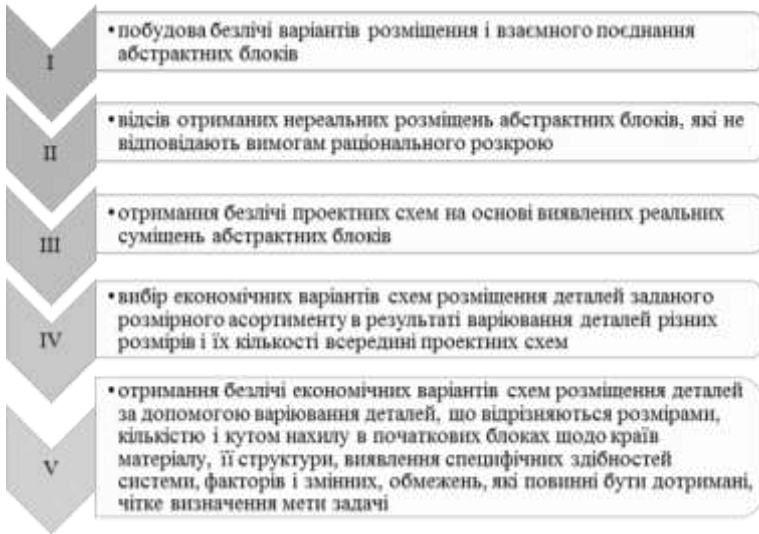 I
• побудова безлічі варіантів розміщення і взаємного поєднання
абстрактних блоків
II
• відсів отриманих нереальних розміщень абстрактних блоків, які не
відповідають вимогам раціонального розкрою
III
• отримання безлічі проектних схем на основі виявлених реальних
суміщень абстрактних блоків
IV
• вибір економічних варіантів схем розміщення деталей заданого
розмірного асортименту в результаті варіювання деталей різних
розмірів і їх кількості всередині проектних схем
V
• отримання безлічі економічних варіантів схем розміщення деталей
за допомогою варіювання деталей, що відрізняються розмірами,
кількістю і кутом нахилу в початкових блоках щодо країв
матеріалу, її структури, виявлення специфічних здібностей
системи, факторів і змінних, обмежень, які повинні бути дотримані,
чітке визначення мети задачі